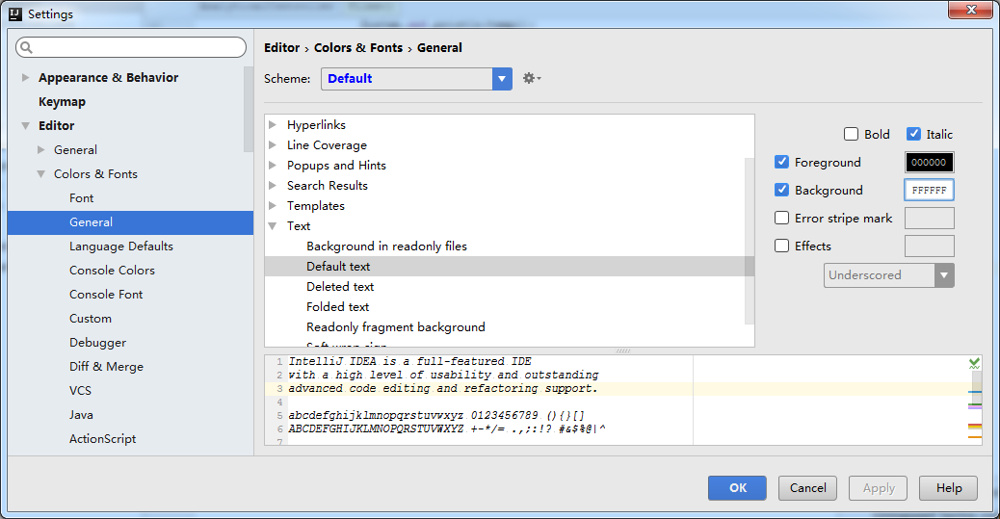 Settings
Appearance & Behavior
Keymap
Editor
General
Colors & Fonts
Font
General
Language Defaults
Console Colors
Console Font
Custom
Debugger
Diff & Merge
VCS
Java
ActionScript
Editor › Colors & Fonts › General
Scheme: Default
Hyperlinks
Line Coverage
Popups and Hints
Search Results
Templates
Text
Background in readonly files
Default text
Deleted text
Folded text
Readonly fragment background
Soft wrap sign
Bold Italic
Foreground 000000
Background FFFFFF
Error stripe mark
Effects
Underscored
1 IntelliJ IDEA is a full-featured IDE
2 with a high level of usability and outstanding
3 advanced code editing and refactoring support.
4
5 abcdefghijklmnopqrstuvwxyz 0123456789 (){}[]
6 ABCDEFGHIJKLMNOPQRSTUVWXYZ +-*/= .,;:!? #&$%@|^
7
OK Cancel Apply Help